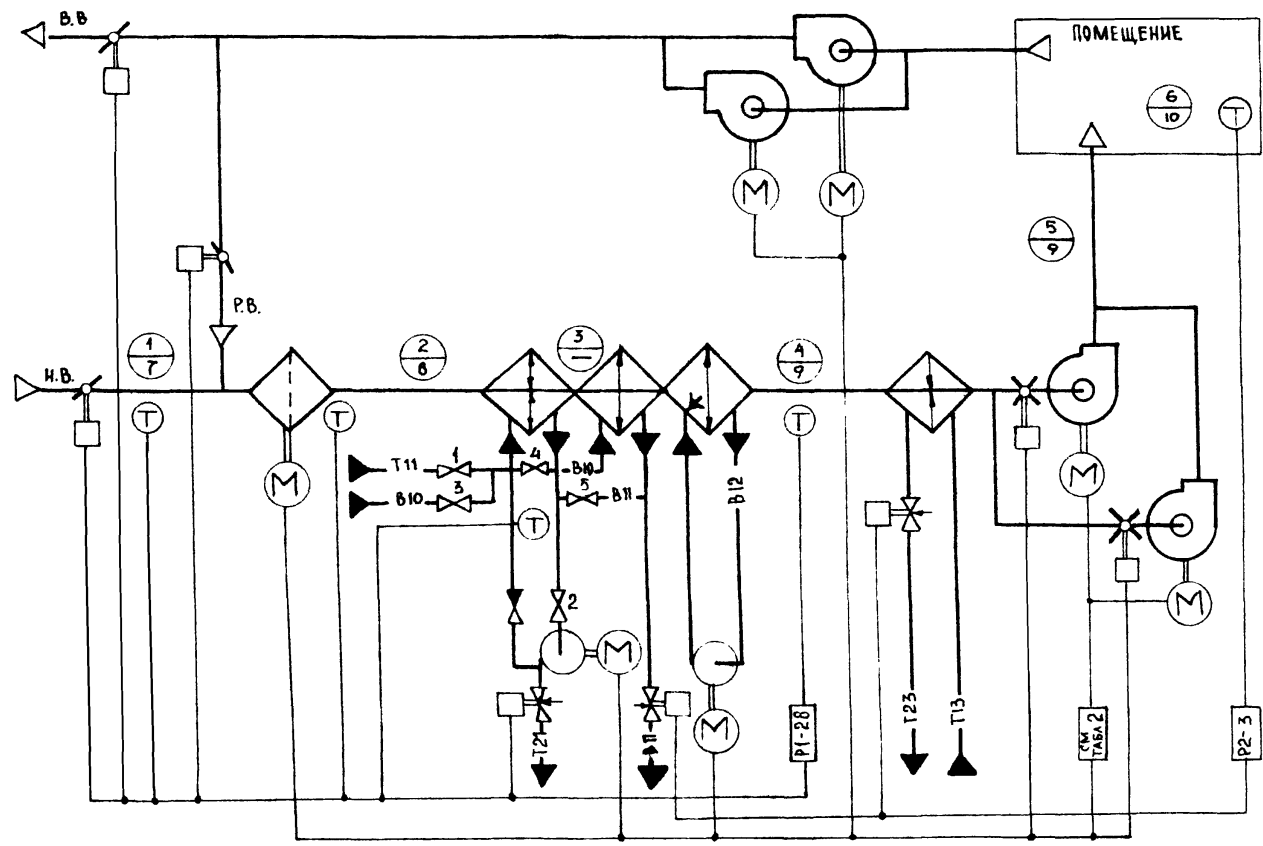 В.В
ПОМЕЩЕНИЕ
6
10
Т
М
М
5
9
Р.В.
1
7
2
8
3
—
4
9
Н.В.
Т
Т
Т
Т11
1
4
В10
В10
3
5
В11
В12
М
М
Т
2
М
М
М
Т21
В11
Р1-28
Т23
Т13
СМ.
ТАБЛ 2
Р2-3